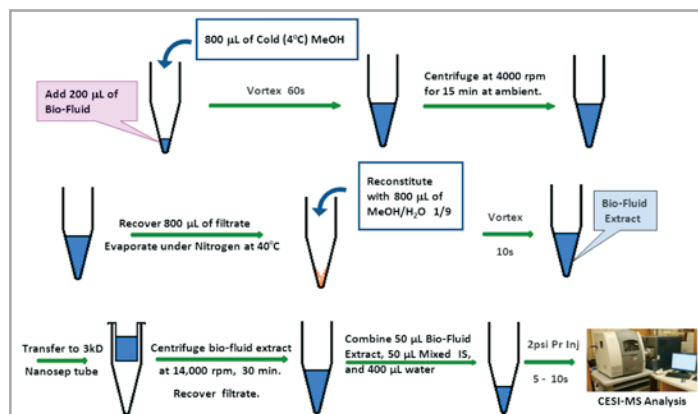 800 µL of Cold (4°C) MeOH
Add 200 µL of
Bio-Fluid
Vortex 60s
Centrifuge at 4000 rpm
for 15 min at ambient.
Recover 800 µL of filtrate
Evaporate under Nitrogen at 40°C
Reconstitute
with 800 µL of
MeOH/H₂O 1/9
Vortex
10s
Bio-Fluid
Extract
Transfer to 3kD
Nanosep tube
Centrifuge bio-fluid extract
at 14,000 rpm, 30 min.
Recover filtrate.
Combine 50 µL Bio-Fluid
Extract, 50 µL Mixed IS,
and 400 µL water
2psi Pr Inj
5 - 10s
CESI-MS Analysis